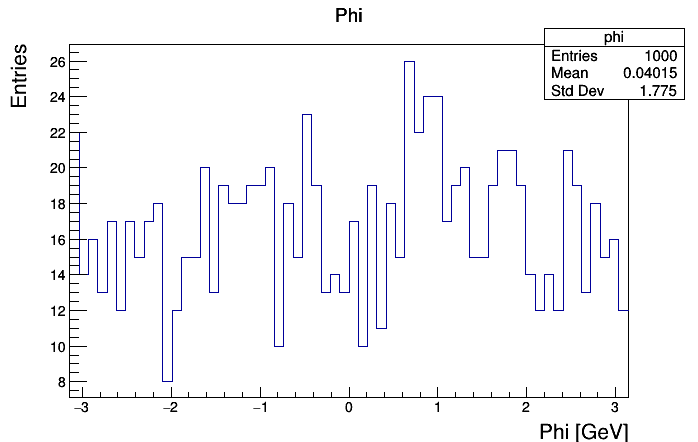 Phi
phi
Entries 1000
Mean 0.04015
Std Dev 1.775
Entries
26
24
22
20
18
16
14
12
10
8
−3 −2 −1 0 1 2 3
Phi [GeV]